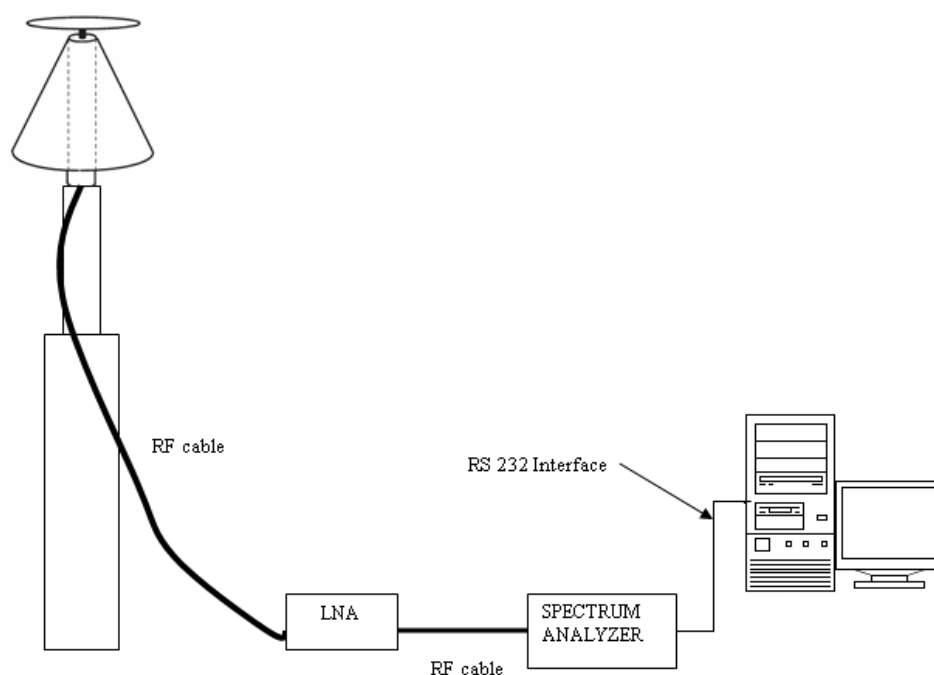 RF cable
RS 232 Interface
LNA
SPECTRUM
ANALYZER
RF cable